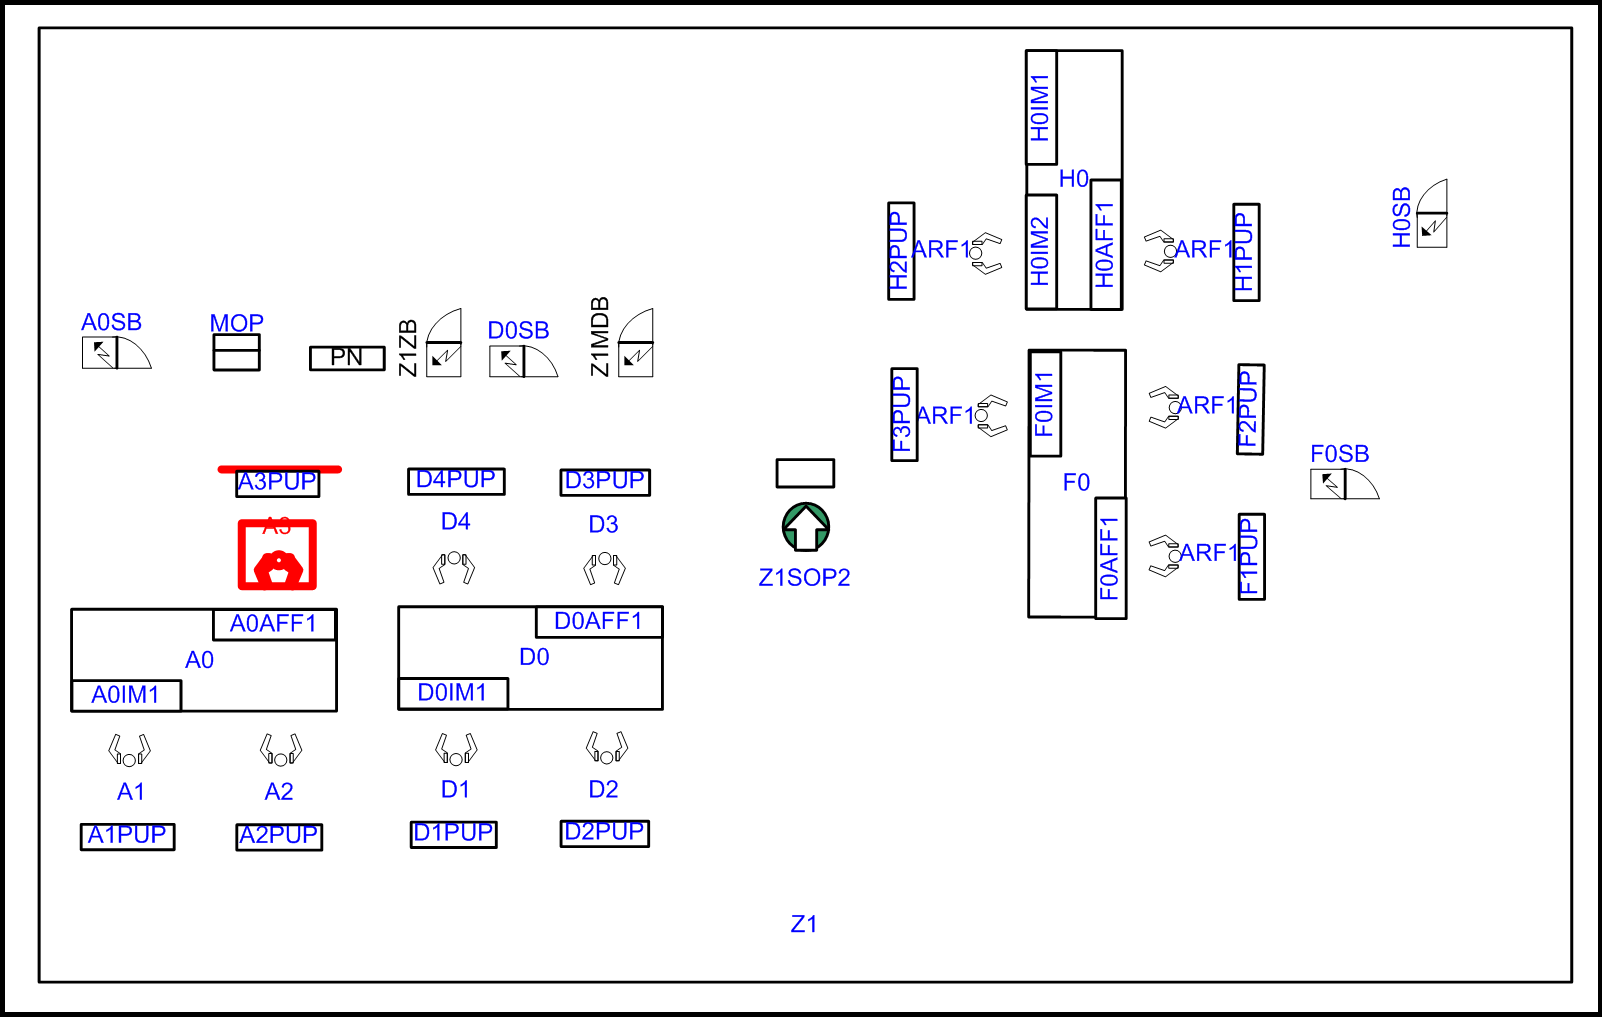 H0IM1
H0
H0SB
H2PUP
ARF1
H0IM2
H0AFF1
ARF1
H1PUP
A0SB
MOP
PN
Z1ZB
D0SB
Z1MDB
F3PUP
ARF1
F0IM1
ARF1
F2PUP
F0SB
F0
A3PUP
D4PUP
D3PUP
A3
D4
D3
F0AFF1
ARF1
F1PUP
Z1SOP2
A0AFF1
D0AFF1
A0
D0
A0IM1
D0IM1
A1
A2
D1
D2
A1PUP
A2PUP
D1PUP
D2PUP
Z1